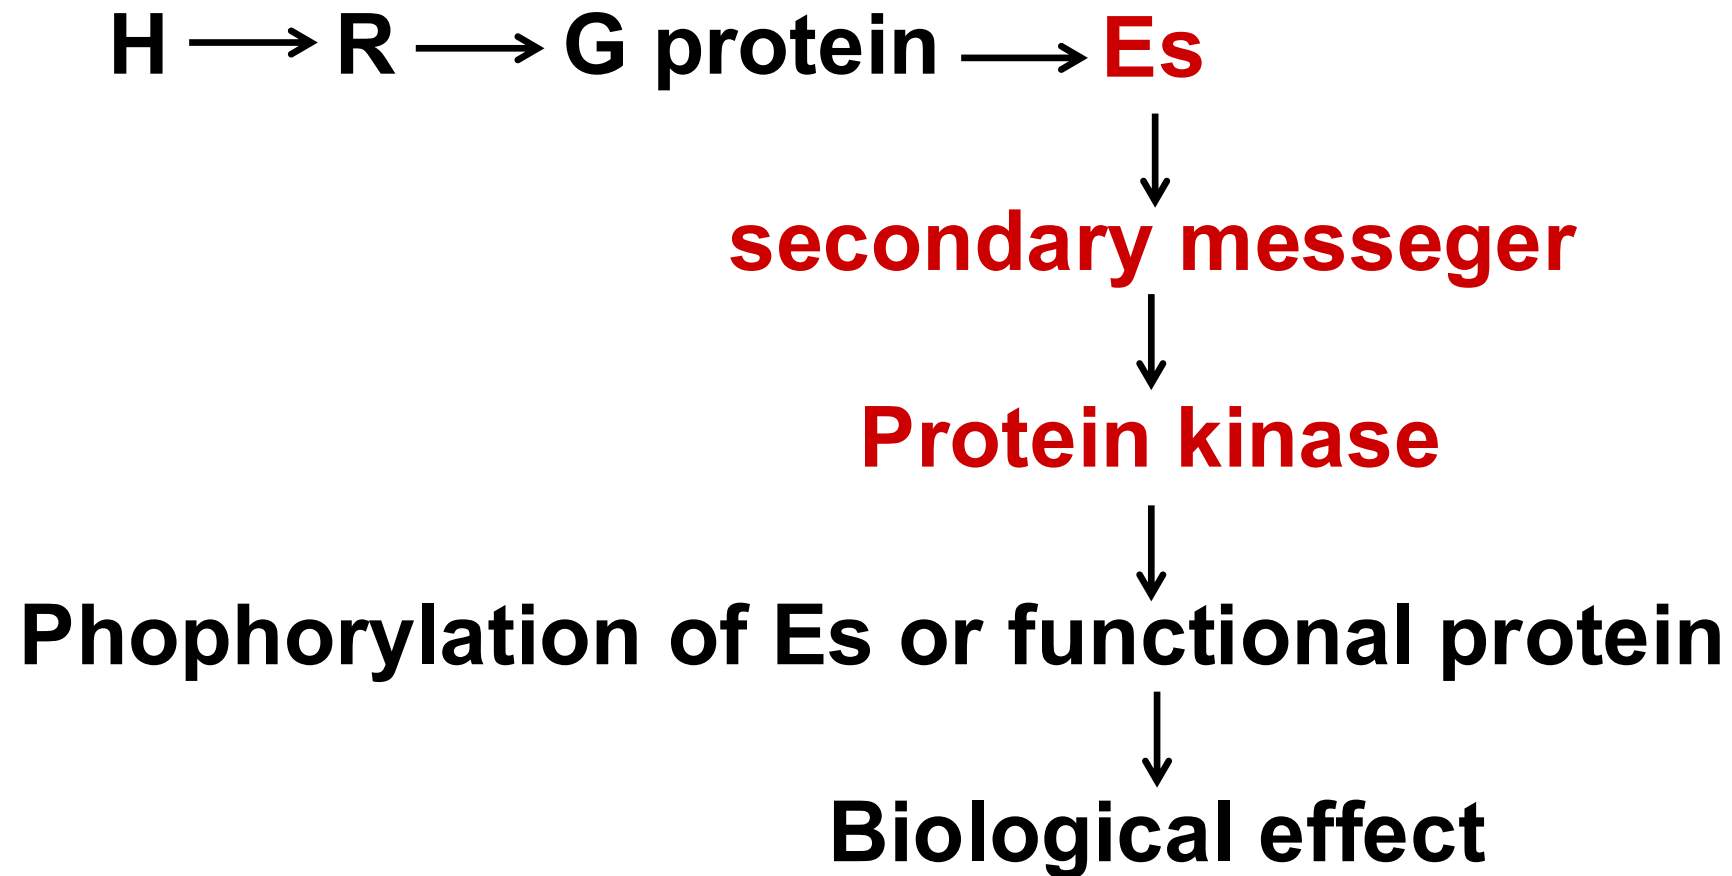 H → R → G protein → Es
secondary messeger
Protein kinase
Phophorylation of Es or functional protein
Biological effect